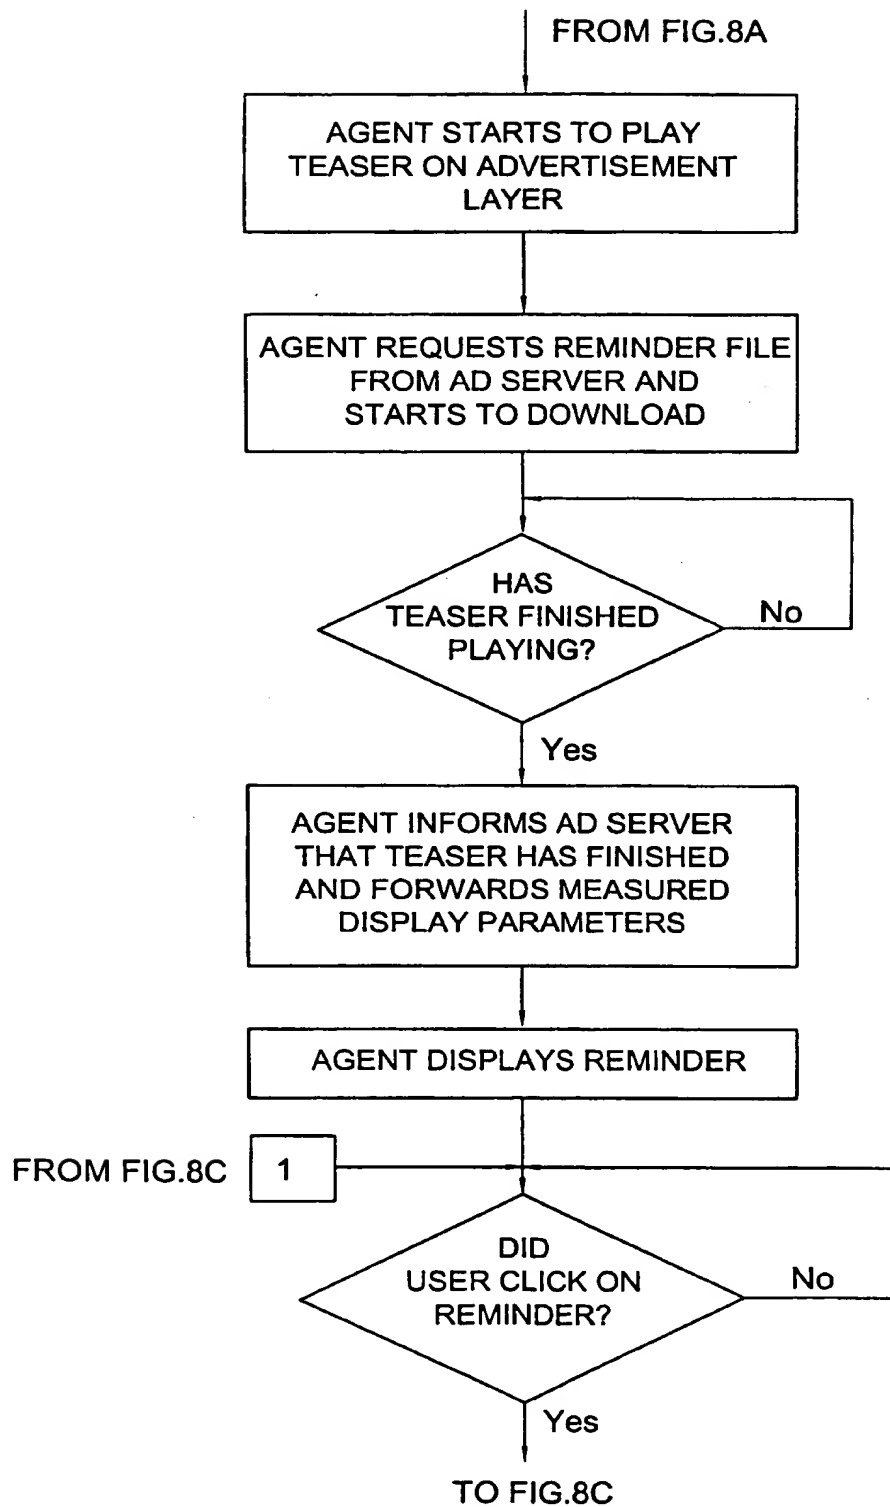 FROM FIG.8A
AGENT STARTS TO PLAY
TEASER ON ADVERTISEMENT
LAYER
AGENT REQUESTS REMINDER FILE
FROM AD SERVER AND
STARTS TO DOWNLOAD
HAS
TEASER FINISHED
PLAYING?
No
Yes
AGENT INFORMS AD SERVER
THAT TEASER HAS FINISHED
AND FORWARDS MEASURED
DISPLAY PARAMETERS
AGENT DISPLAYS REMINDER
FROM FIG.8C
1
DID
USER CLICK ON
REMINDER?
No
Yes
TO FIG.8C